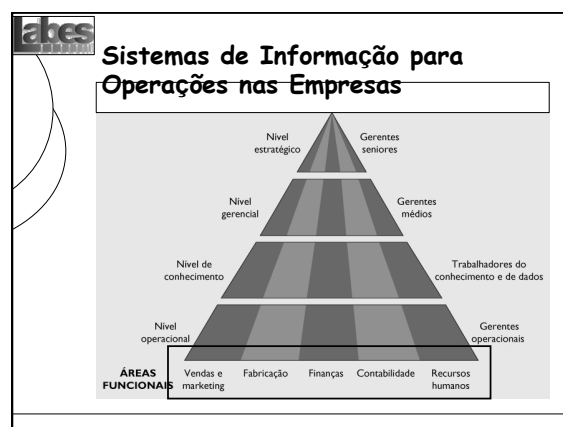 Labes
Sistemas de Informação para
Operações nas Empresas
Nível
estratégico
Gerentes
seniores
Nível
gerencial
Gerentes
médios
Nível de
conhecimento
Trabalhadores do
conhecimento e de dados
Nível
operacional
Gerentes
operacionais
ÁREAS
FUNCIONAIS
Vendas e
marketing
Fabricação
Finanças
Contabilidade
Recursos
humanos